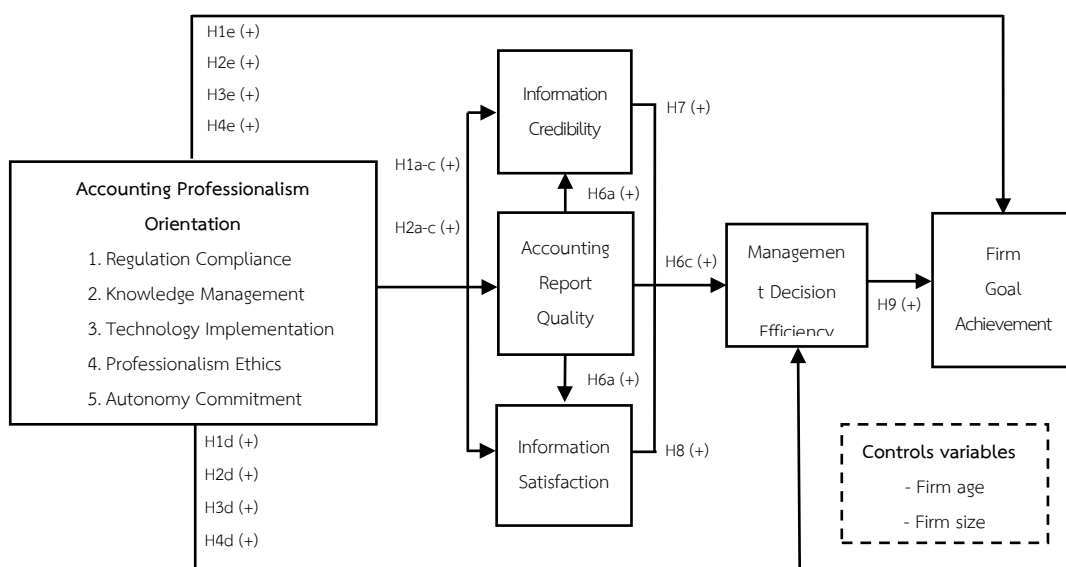 H1e (+)
H2e (+)
H3e (+)
H4e (+)
Accounting Professionalism
Orientation
1. Regulation Compliance
2. Knowledge Management
3. Technology Implementation
4. Professionalism Ethics
5. Autonomy Commitment
H1d (+)
H2d (+)
H3d (+)
H4d (+)
H1a-c (+)
H2a-c (+)
Information
Credibility
H6a (+)
Accounting
Report
Quality
H6a (+)
Information
Satisfaction
H7 (+)
H6c (+)
H8 (+)
Managemen
t Decision
Efficiency
H9 (+)
Firm
Goal
Achievement
Controls variables
- Firm age
- Firm size